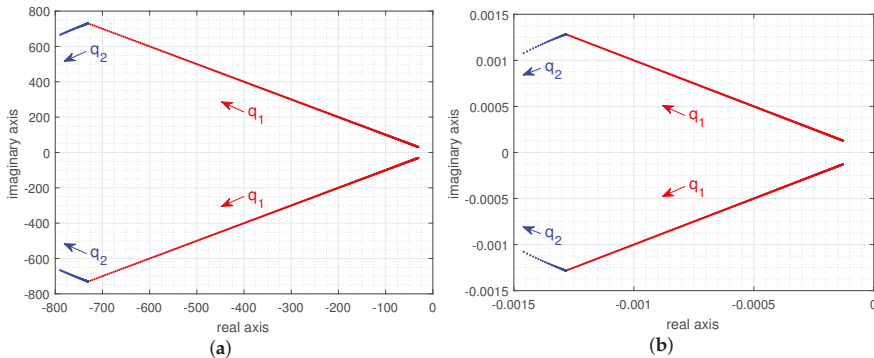 800
600
400
200
0
-200
-400
-600
-800
imaginary axis
q2
q1
q1
q2
-800 -700 -600 -500 -400 -300 -200 -100 0
real axis
(a)
0.0015
0.001
0.0005
0
-0.0005
-0.001
-0.0015
imaginary axis
q2
q1
q1
q2
-0.0015 -0.001 -0.0005 0
real axis
(b)